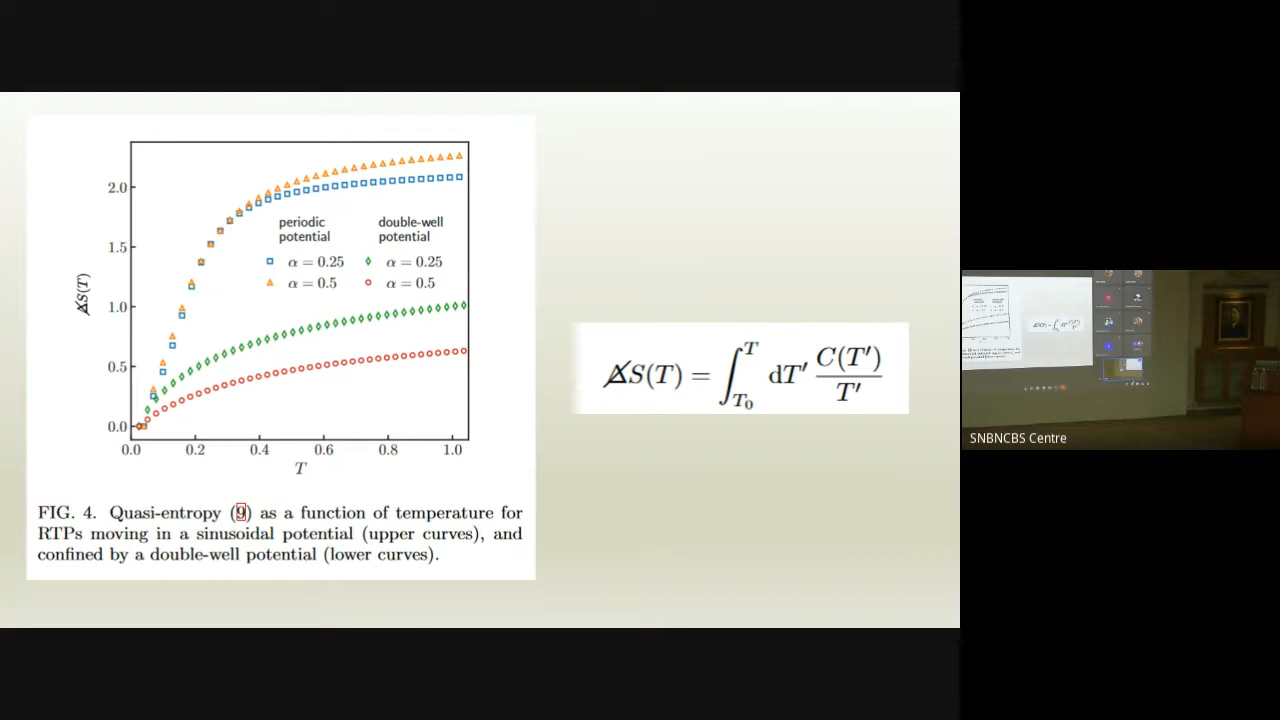 2.0
1.5
1.0
0.5
0.0
0.0 0.2 0.4 0.6 0.8 1.0
T
periodic potential
double-well potential
α = 0.25
α = 0.25
α = 0.5
α = 0.5
FIG. 4. Quasi-entropy (9) as a function of temperature for
RTPs moving in a sinusoidal potential (upper curves), and
confined by a double-well potential (lower curves).
∆̸S(T) = ∫_{T₀}^{T} dT′ C(T′)/T′
SNBNCBS Centre